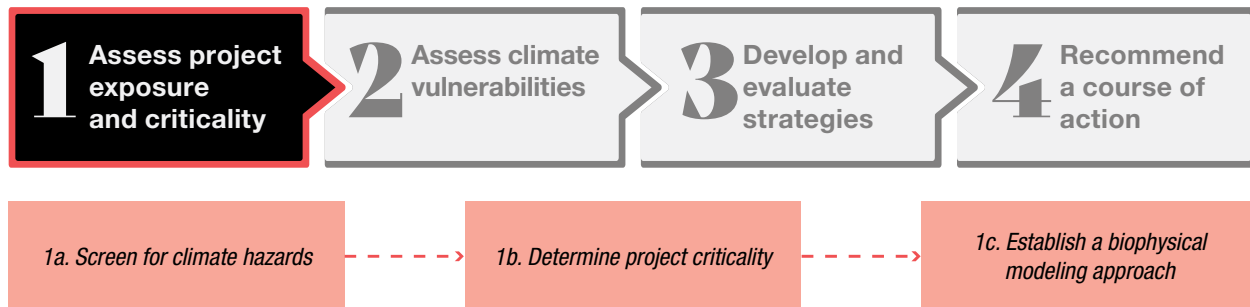 1
Assess project
exposure
and criticality
2
Assess climate
vulnerabilities
3
Develop and
evaluate
strategies
4
Recommend
a course of
action
1a. Screen for climate hazards
1b. Determine project criticality
1c. Establish a biophysical
modeling approach